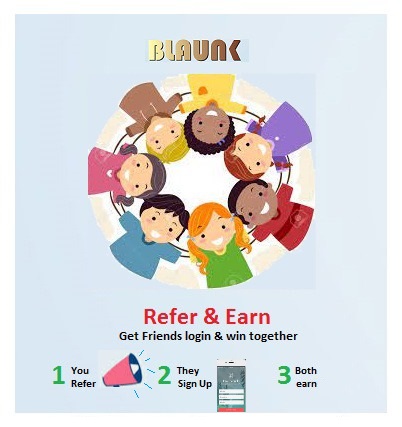 BLAUNK
Refer & Earn
Get Friends login & win together
1 You
Refer
2 They
Sign Up
3 Both
earn